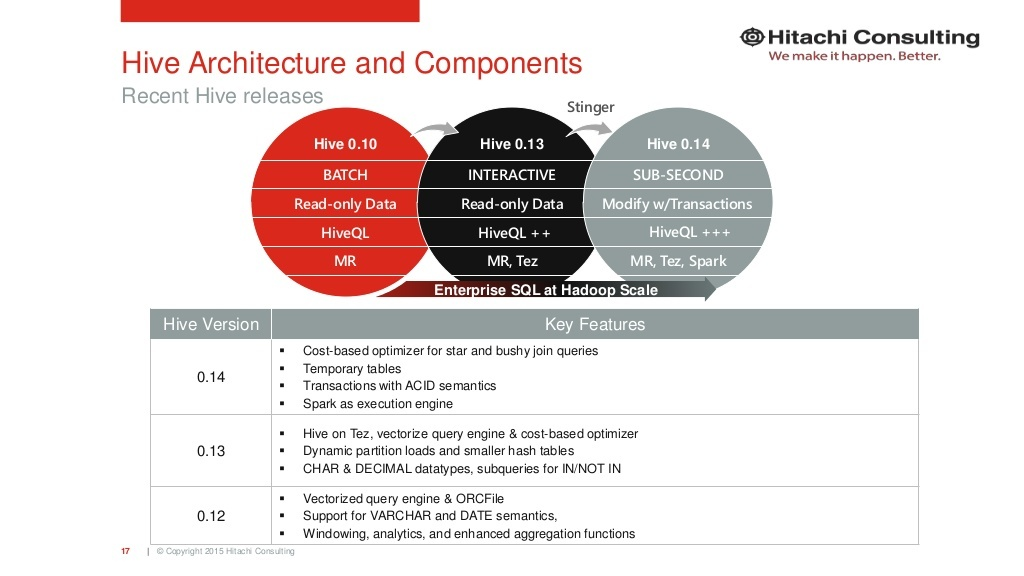 Hitachi Consulting
We make it happen. Better.
Hive Architecture and Components
Recent Hive releases
Stinger
Hive 0.10
BATCH
Read-only Data
HiveQL
MR
Hive 0.13
INTERACTIVE
Read-only Data
HiveQL ++
MR, Tez
Hive 0.14
SUB-SECOND
Modify w/Transactions
HiveQL +++
MR, Tez, Spark
Enterprise SQL at Hadoop Scale
Hive Version
Key Features
0.14
▪ Cost-based optimizer for star and bushy join queries
▪ Temporary tables
▪ Transactions with ACID semantics
▪ Spark as execution engine
0.13
▪ Hive on Tez, vectorize query engine & cost-based optimizer
▪ Dynamic partition loads and smaller hash tables
▪ CHAR & DECIMAL datatypes, subqueries for IN/NOT IN
0.12
▪ Vectorized query engine & ORCFile
▪ Support for VARCHAR and DATE semantics,
▪ Windowing, analytics, and enhanced aggregation functions
17 | © Copyright 2015 Hitachi Consulting